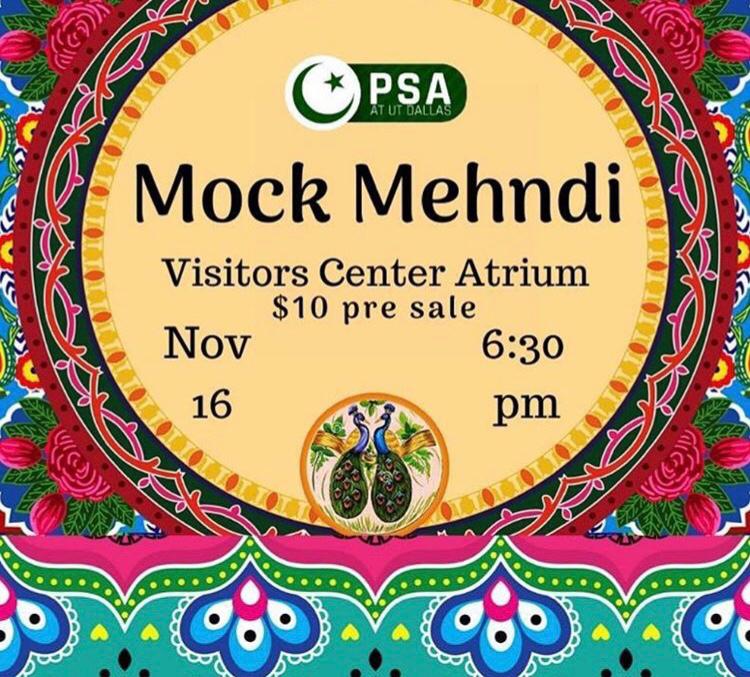 PSA
AT UT DALLAS
Mock Mehndi
Visitors Center Atrium
$10 pre sale
Nov 6:30
16 pm